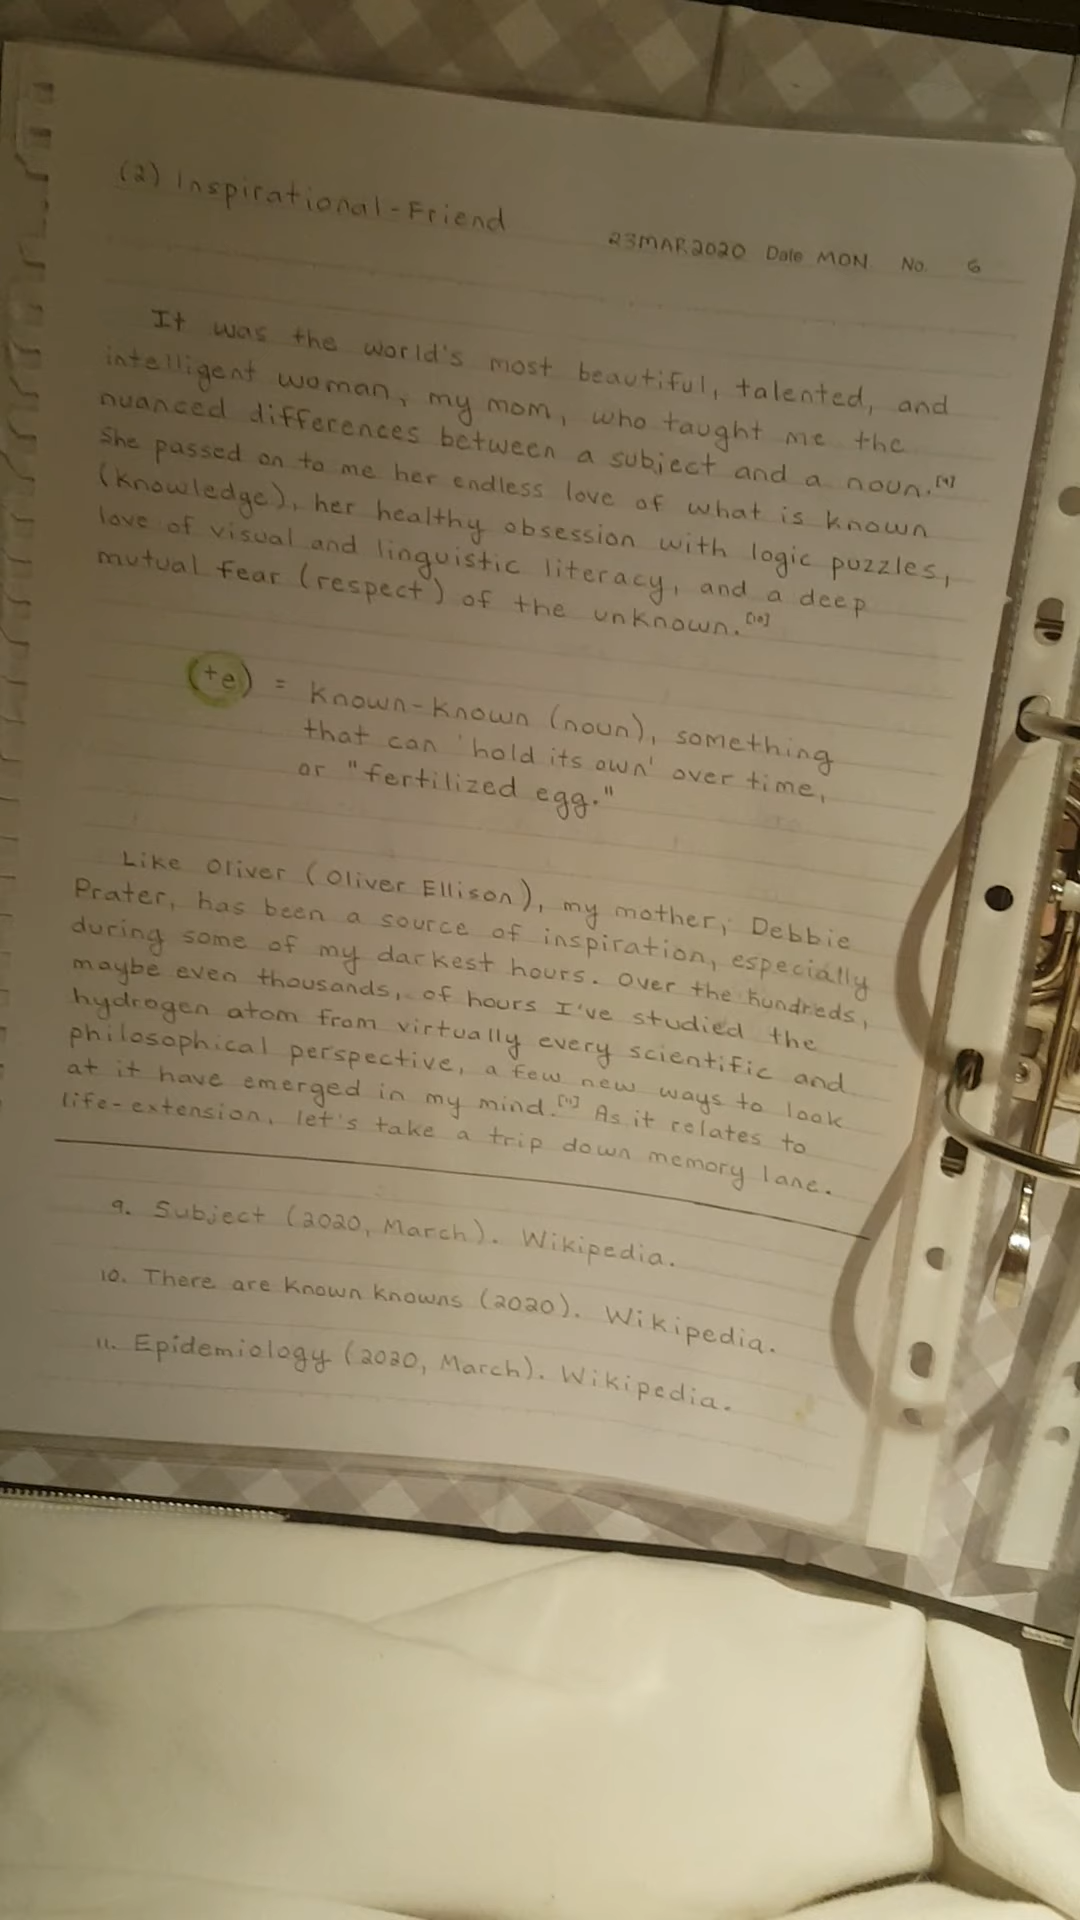 (2) Inspirational-Friend
23MAR2020 Date MON No. 6
It was the world's most beautiful, talented, and
intelligent woman, my mom, who taught me the
nuanced differences between a subject and a noun.[9]
She passed on to me her endless love of what is known
(knowledge), her healthy obsession with logic puzzles,
love of visual and linguistic literacy, and a deep
mutual fear (respect) of the unknown.[10]
(+e) = Known-Known (noun), something
that can 'hold its own' over time,
or "fertilized egg."
Like Oliver (Oliver Ellison), my mother, Debbie
Prater, has been a source of inspiration, especially
during some of my darkest hours. Over the hundreds,
maybe even thousands, of hours I've studied the
hydrogen atom from virtually every scientific and
philosophical perspective, a few new ways to look
at it have emerged in my mind.[11] As it relates to
life-extension, let's take a trip down memory lane.
9. Subject (2020, March). Wikipedia.
10. There are Known Knowns (2020). Wikipedia.
11. Epidemiology (2020, March). Wikipedia.